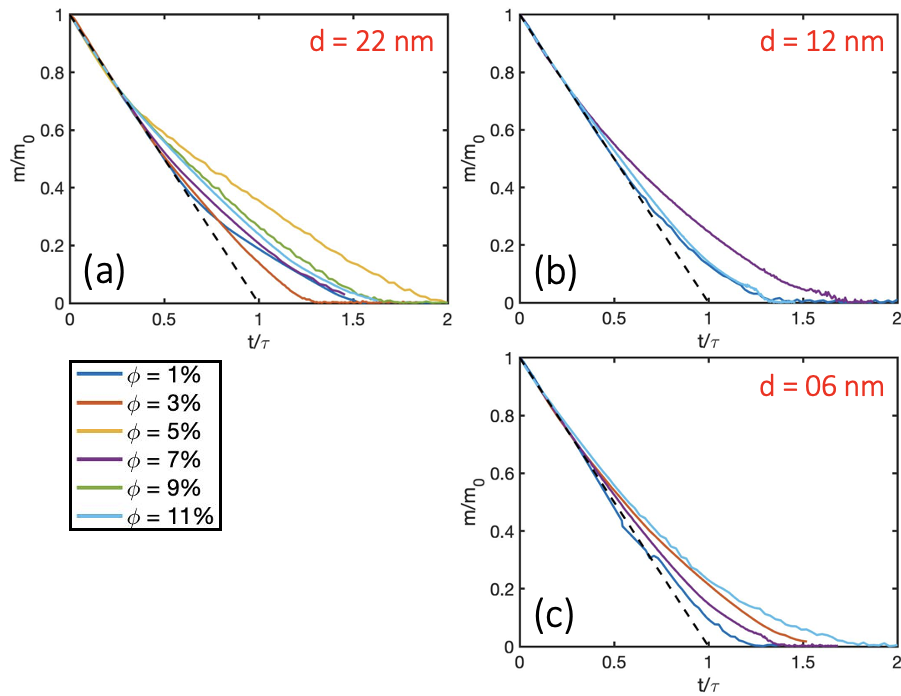 d = 22 nm
1
0.8
0.6
0.4
0.2
0
m/m0
(a)
0 0.5 1 1.5 2
t/τ
d = 12 nm
1
0.8
0.6
0.4
0.2
0
m/m0
(b)
0 0.5 1 1.5 2
t/τ
ϕ = 1%
ϕ = 3%
ϕ = 5%
ϕ = 7%
ϕ = 9%
ϕ = 11%
d = 06 nm
1
0.8
0.6
0.4
0.2
0
m/m0
(c)
0 0.5 1 1.5 2
t/τ